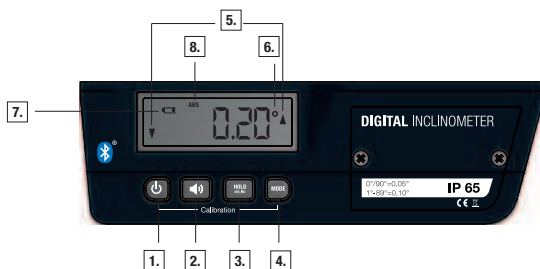 5.
8.
6.
7.
ABS
0.20°
DIGITAL INCLINOMETER
HOLD
MODE
Calibration
0°/90°=0,05°
1°-89°=0,10°
IP 65
CE
1.
2.
3.
4.